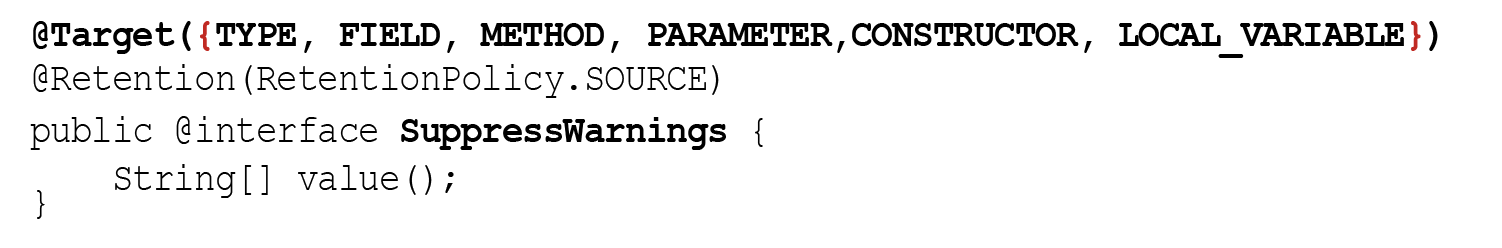 @Target({TYPE, FIELD, METHOD, PARAMETER,CONSTRUCTOR, LOCAL_VARIABLE})
@Retention(RetentionPolicy.SOURCE)
public @interface SuppressWarnings {
    String[] value();
}